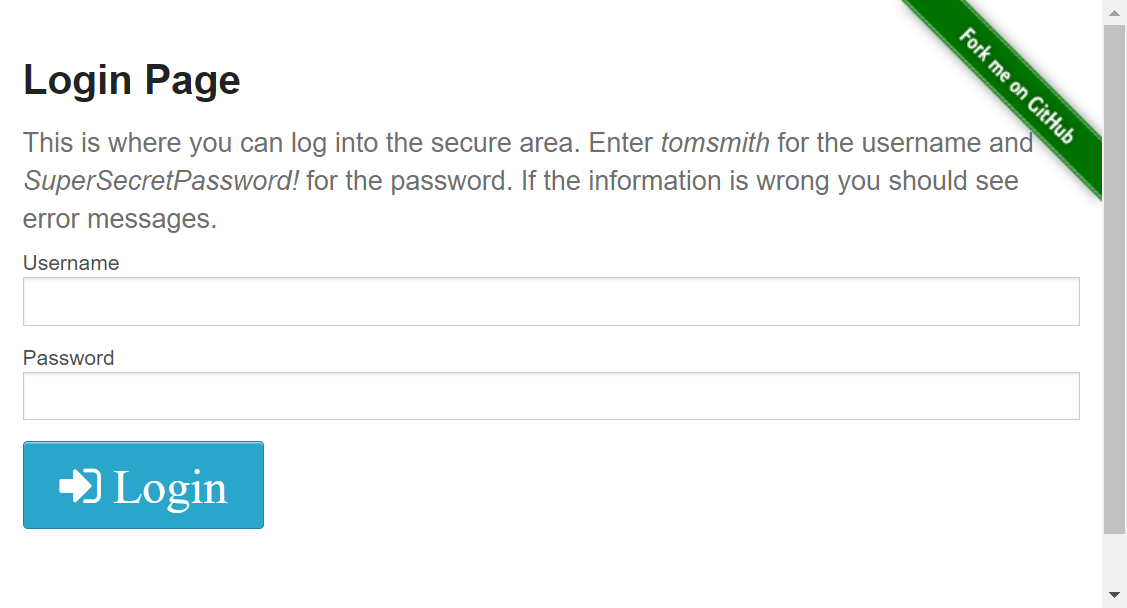 Fork me on GitHub
Login Page
This is where you can log into the secure area. Enter tomsmith for the username and
SuperSecretPassword! for the password. If the information is wrong you should see
error messages.
Username
Password
Login